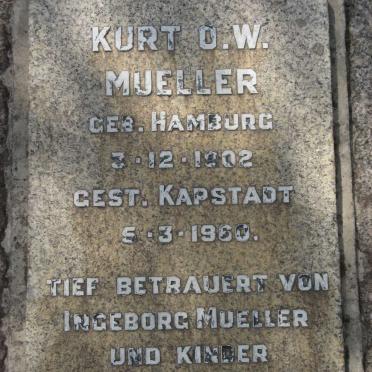 KURT O.W.
MUELLER
GEB. HAMBURG
3·12·1902
GEST. KAPSTADT
5·3·1960.
TIEF BETRAUERT VON
INGEBORG MUELLER
UND KINDER